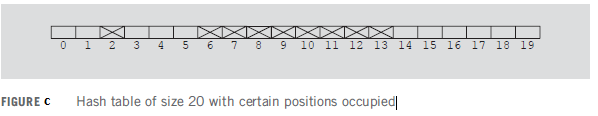 0 1 2 3 4 5 6 7 8 9 10 11 12 13 14 15 16 17 18 19
FIGURE C Hash table of size 20 with certain positions occupied